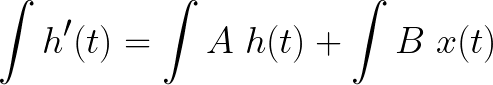 ∫ h′(t) = ∫ A h(t) + ∫ B x(t)